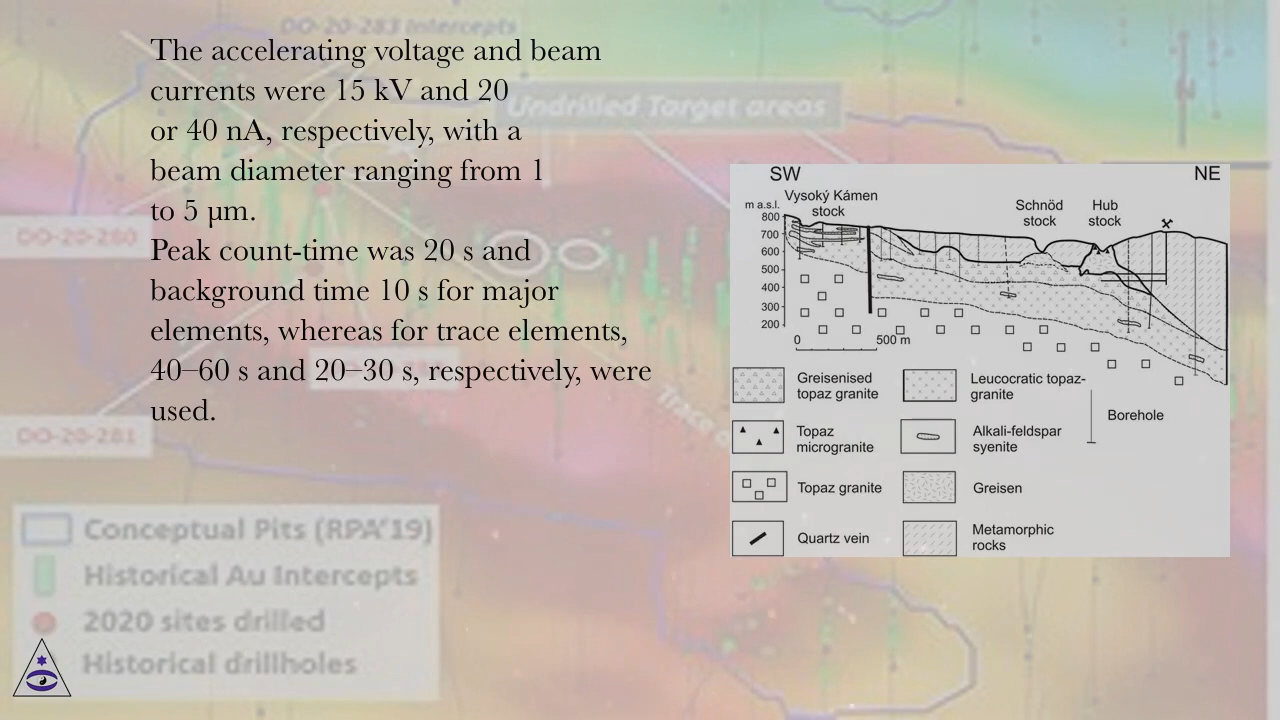 The accelerating voltage and beam
currents were 15 kV and 20
or 40 nA, respectively, with a
beam diameter ranging from 1
to 5 µm.
Peak count-time was 20 s and
background time 10 s for major
elements, whereas for trace elements,
40–60 s and 20–30 s, respectively, were
used.
SW
NE
Vysoký Kámen
stock
Schnöd
stock
Hub
stock
m a.s.l.
800
700
600
500
400
300
200
0
500 m
Greisenised
topaz granite
Leucocratic topaz-
granite
Borehole
Topaz
microgranite
Alkali-feldspar
syenite
Topaz granite
Greisen
Quartz vein
Metamorphic
rocks
DO-20-283 Intercepts
Undrilled Target areas
DO-20-281
Conceptual Pits (RPA'19)
Historical Au Intercepts
2020 sites drilled
Historical drillholes